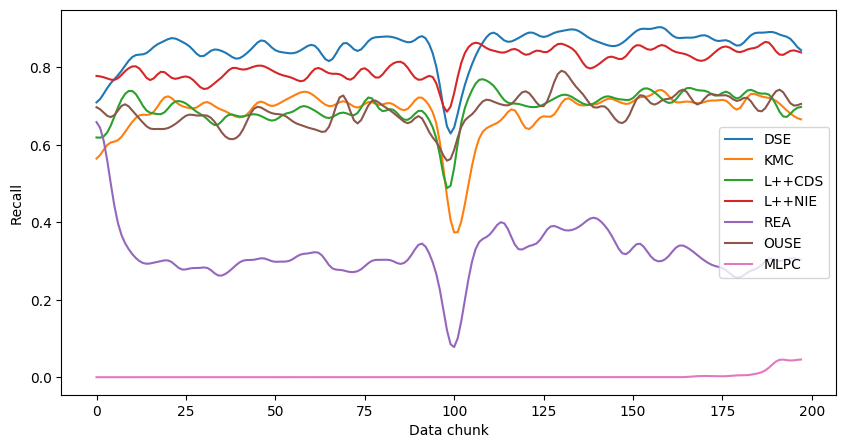 Recall
0.8
0.6
0.4
0.2
0.0
0
25
50
75
100
125
150
175
200
Data chunk
DSE
KMC
L++CDS
L++NIE
REA
OUSE
MLPC